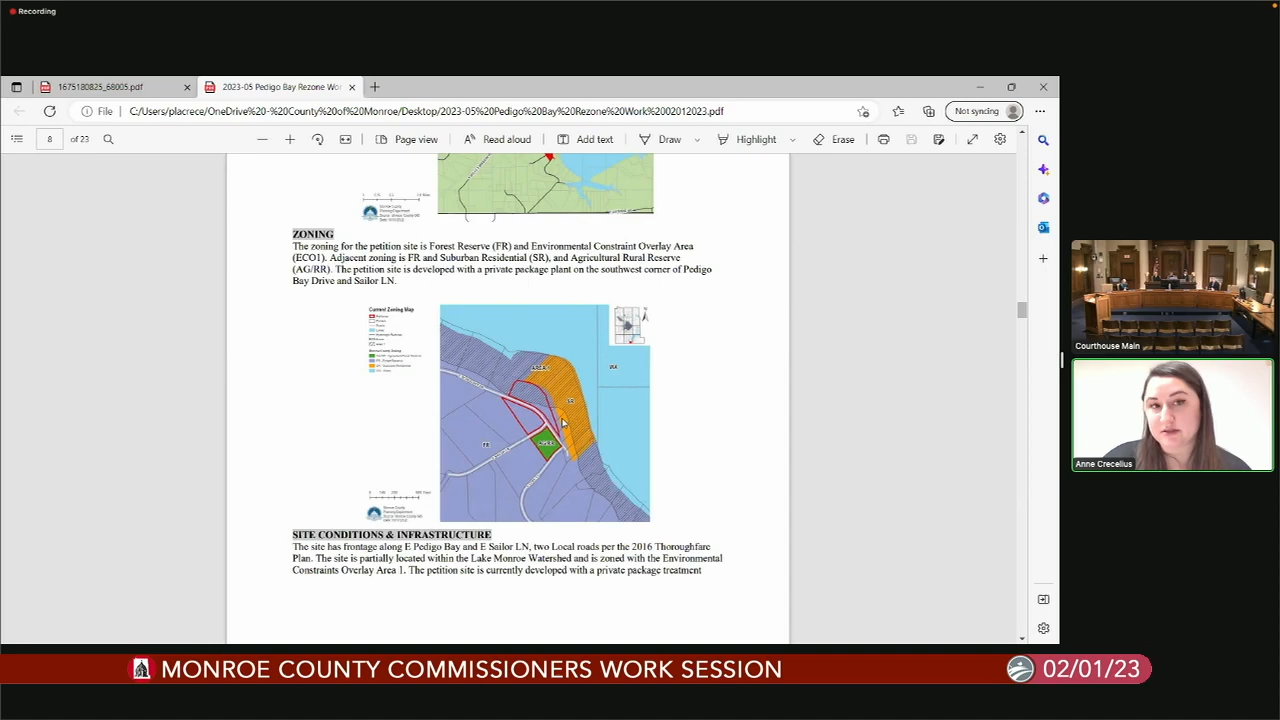 Recording
1675180825_68005.pdf
2023-05 Pedigo Bay Rezone Wor
File
C:/Users/placrece/OneDrive%20-%20County%20of%20Monroe/Desktop/2023-05%20Pedigo%20Bay%20Rezone%20Work%2002012023.pdf
Not syncing
8 of 23
Page view
Read aloud
Add text
Draw
Highlight
Erase
ZONING
The zoning for the petition site is Forest Reserve (FR) and Environmental Constraint Overlay Area
(ECO1). Adjacent zoning is FR and Suburban Residential (SR), and Agricultural Rural Reserve
(AG/RR). The petition site is developed with a private package plant on the southwest corner of Pedigo
Bay Drive and Sailor LN.
Current Zoning Map
AREA
WA
SR
FR
AG/RR
SITE CONDITIONS & INFRASTRUCTURE
The site has frontage along E Pedigo Bay and E Sailor LN, two Local roads per the 2016 Thoroughfare
Plan. The site is partially located within the Lake Monroe Watershed and is zoned with the Environmental
Constraints Overlay Area 1. The petition site is currently developed with a private package treatment
Courthouse Main
Anne Crecelius
MONROE COUNTY COMMISSIONERS WORK SESSION
02/01/23